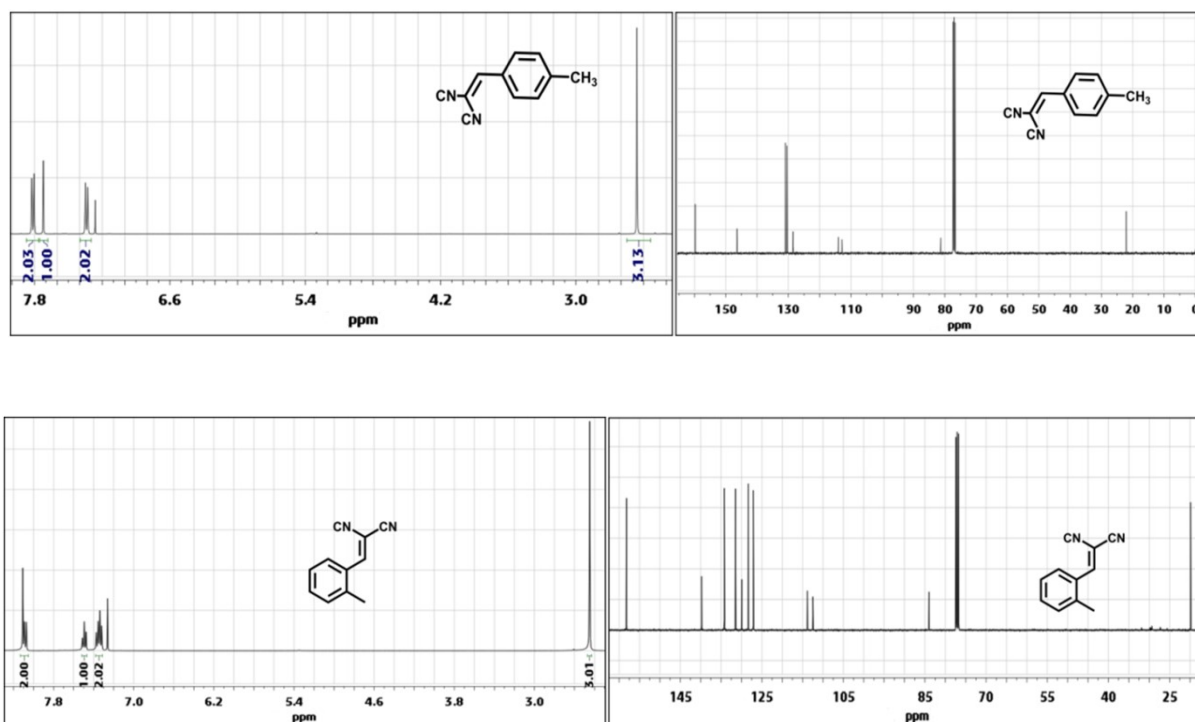 CN
CN
CH₃
2.03
1.00
2.02
3.13
7.8 6.6 5.4 4.2 3.0
ppm
CN
CN
CH₃
150 130 110 90 80 70 60 50 40 30 20 10 0
ppm
CN CN
2.00
1.00
2.02
3.01
7.8 7.0 6.2 5.4 4.6 3.8 3.0
ppm
CN CN
145 125 105 85 70 55 40 25
ppm